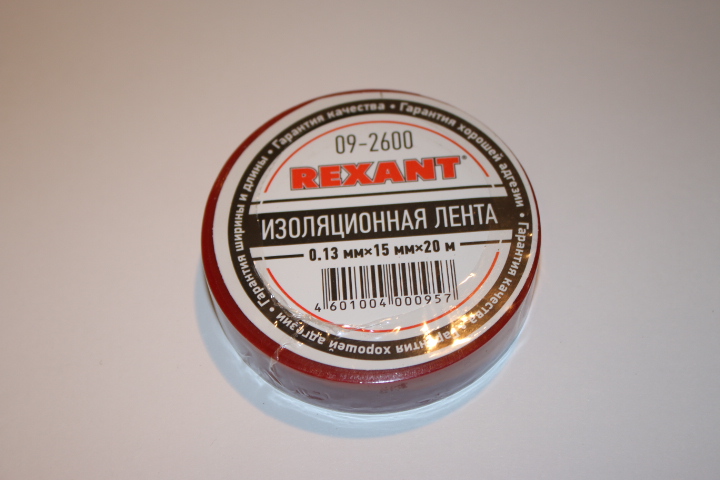 Гарантия качества • Гарантия хорошей адгезии • Гарантия качества • Гарантия хорошей адгезии • Гарантия ширины и длины •
09-2600
REXANT®
ИЗОЛЯЦИОННАЯ ЛЕНТА
0.13 мм×15 мм×20 м
4 601004 000957